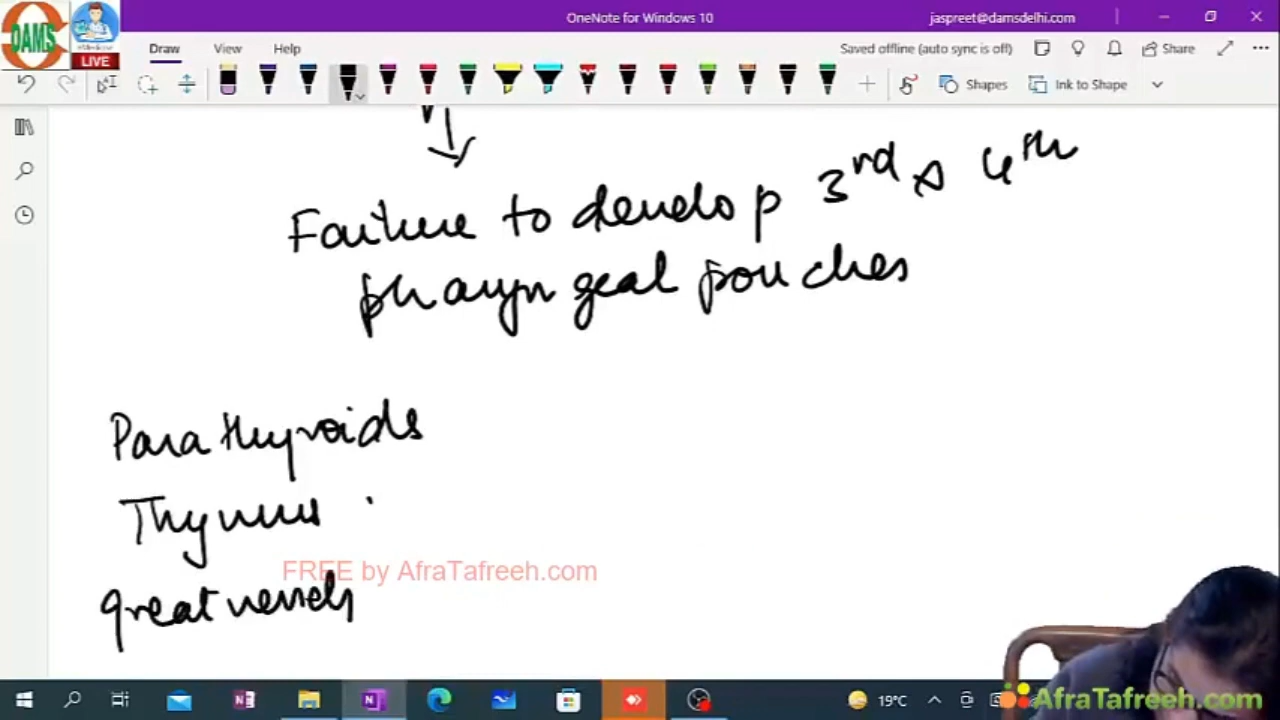 OneNote for Windows 10
jaspreet@damsdelhi.com
DAMS
eMedicoz
LIVE
Draw
View
Help
Saved offline (auto sync is off)
Share
Shapes
Ink to Shape
Failure to develop 3rd & 4th
pharyngeal pouches
Parathyroids
Thymus
FREE by AfraTafreeh.com
great vessels
19°C
AfraTafreeh.com